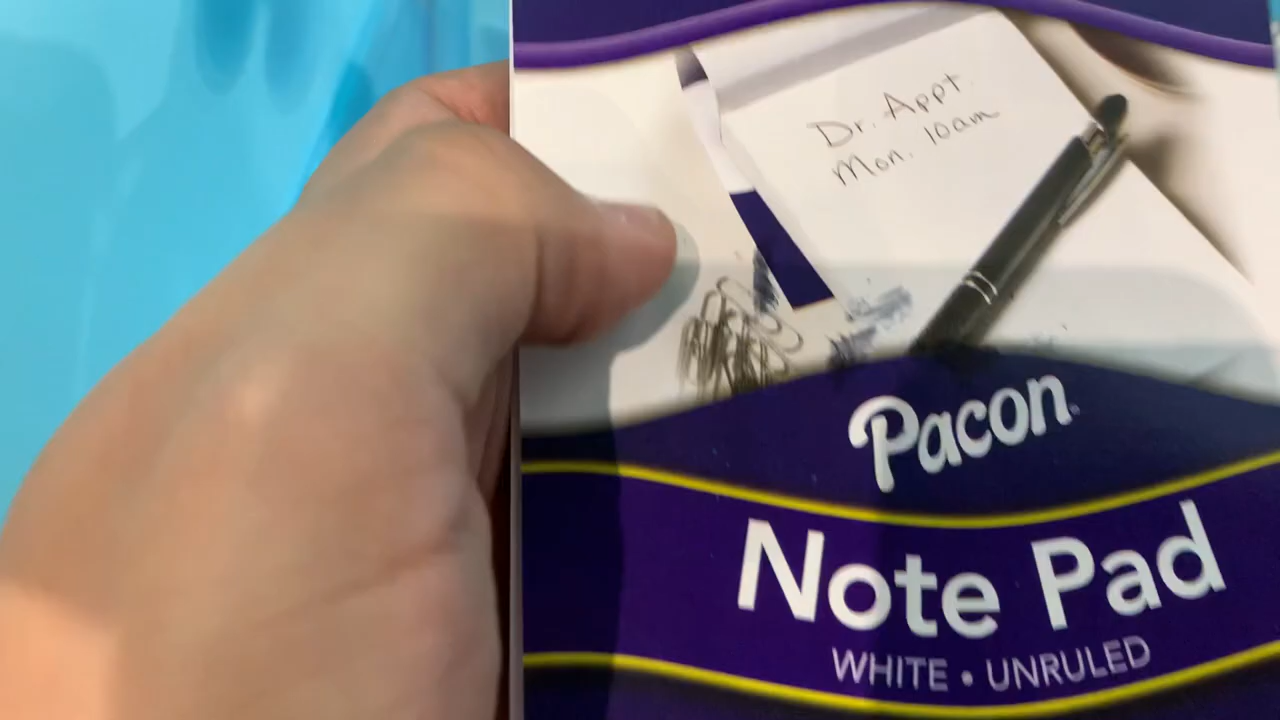 Dr. Appt.
Mon. 10am
Pacon
Note Pad
WHITE • UNRULED